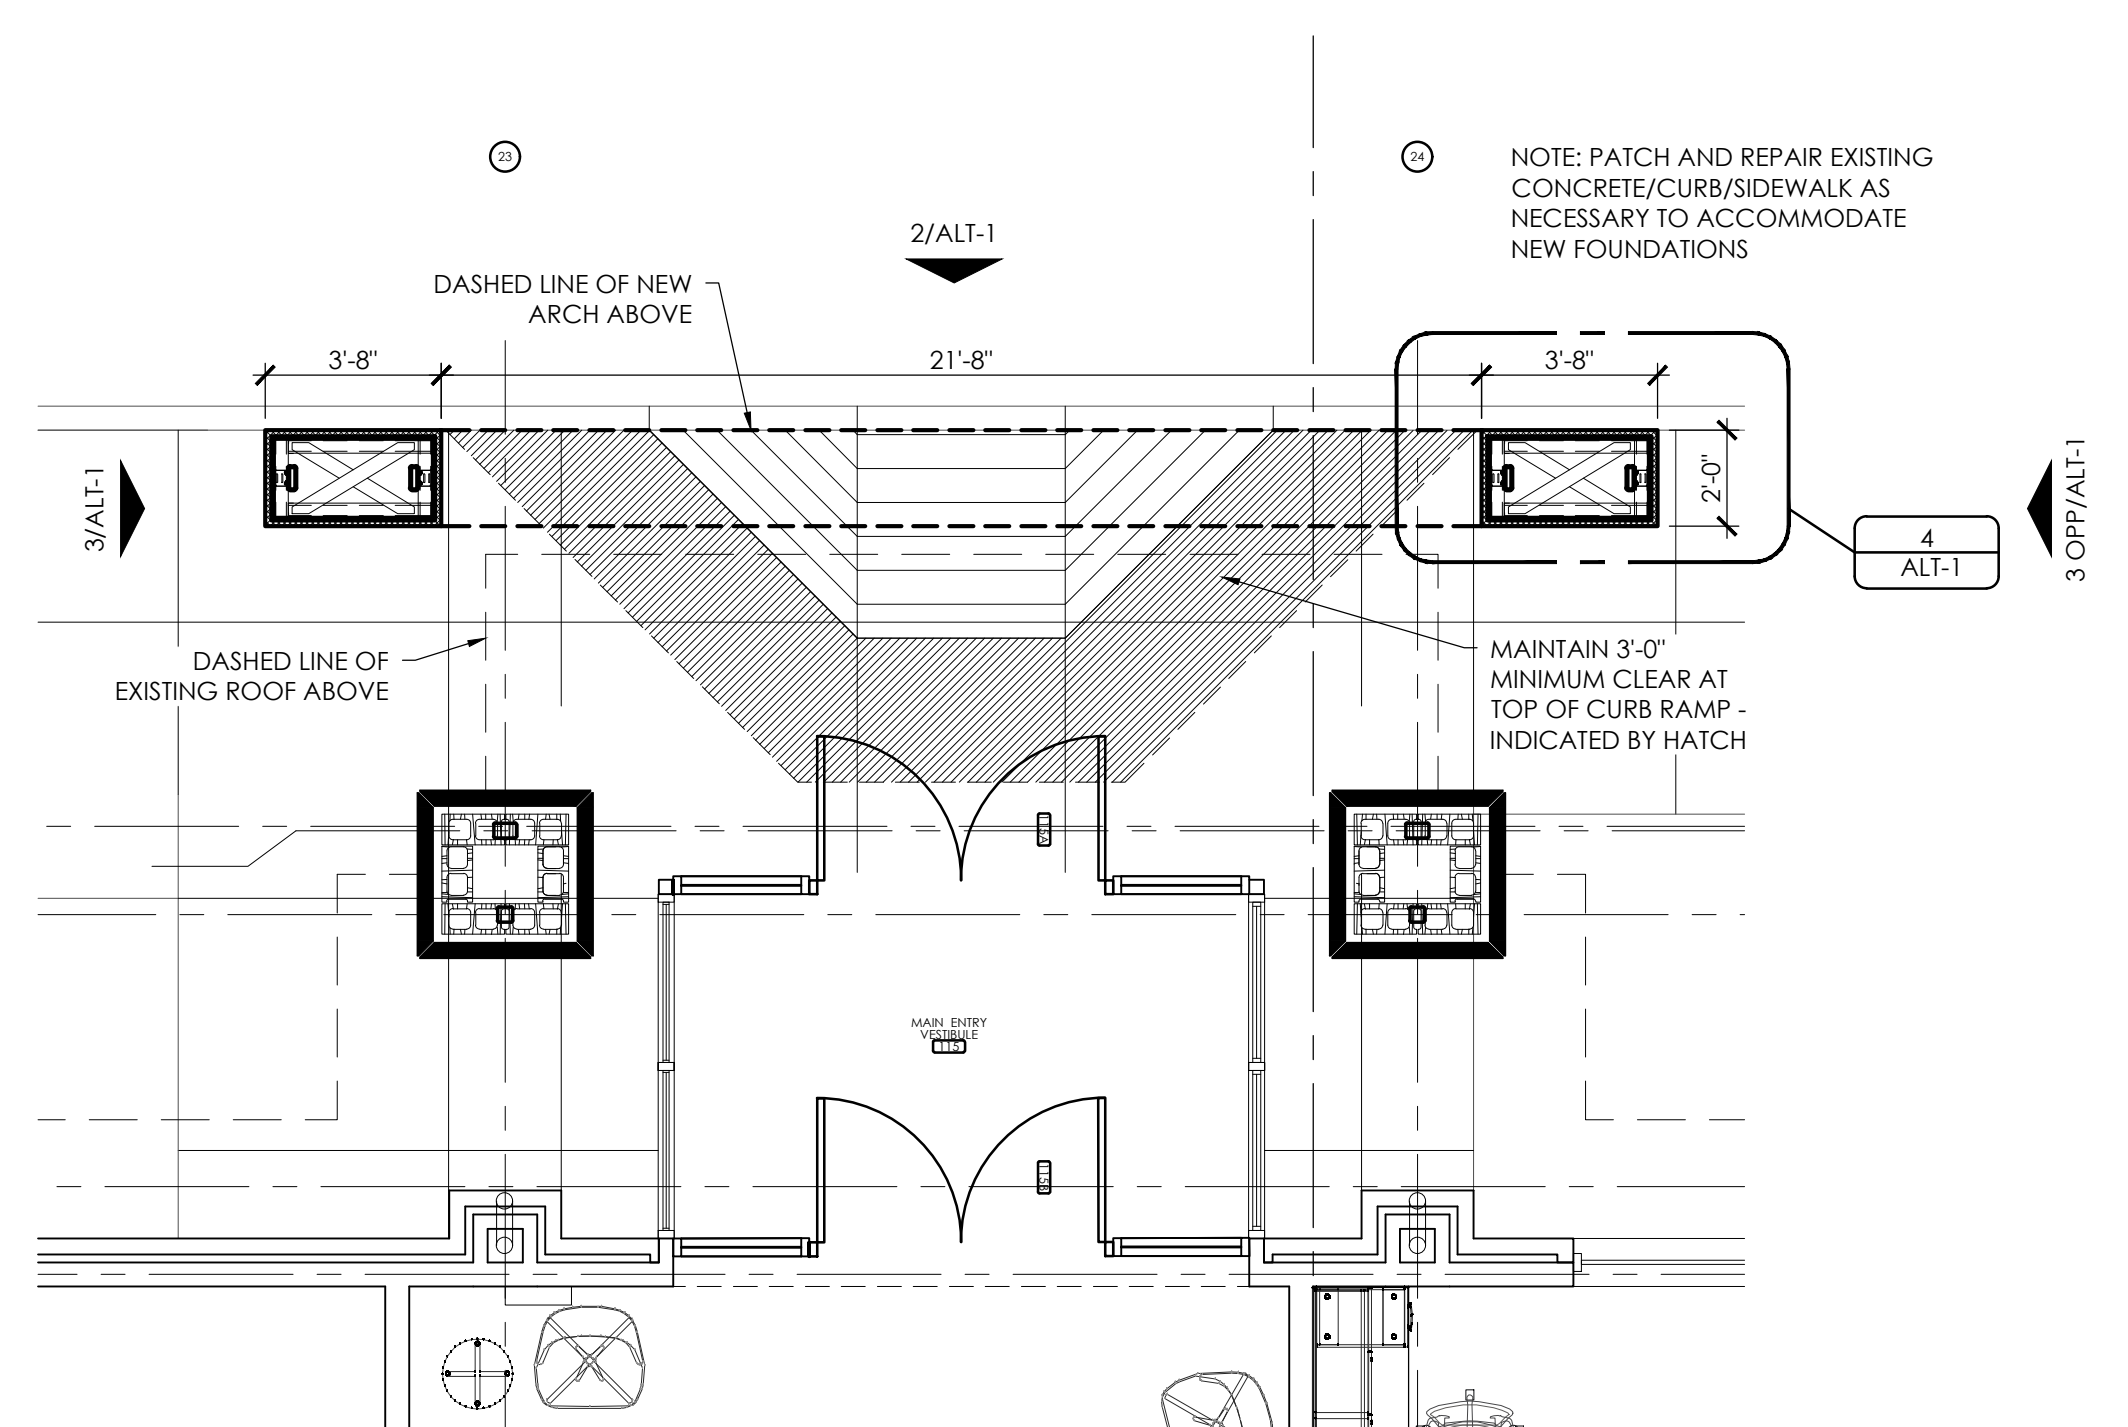 23
24
NOTE: PATCH AND REPAIR EXISTING
CONCRETE/CURB/SIDEWALK AS
NECESSARY TO ACCOMMODATE
NEW FOUNDATIONS
2/ALT-1
DASHED LINE OF NEW
ARCH ABOVE
3'-8"
21'-8"
3'-8"
3/ALT-1
2'-0"
3 OPP/ALT-1
4
ALT-1
DASHED LINE OF
EXISTING ROOF ABOVE
MAINTAIN 3'-0"
MINIMUM CLEAR AT
TOP OF CURB RAMP -
INDICATED BY HATCH
115A
MAIN ENTRY
VESTIBULE
115
115B